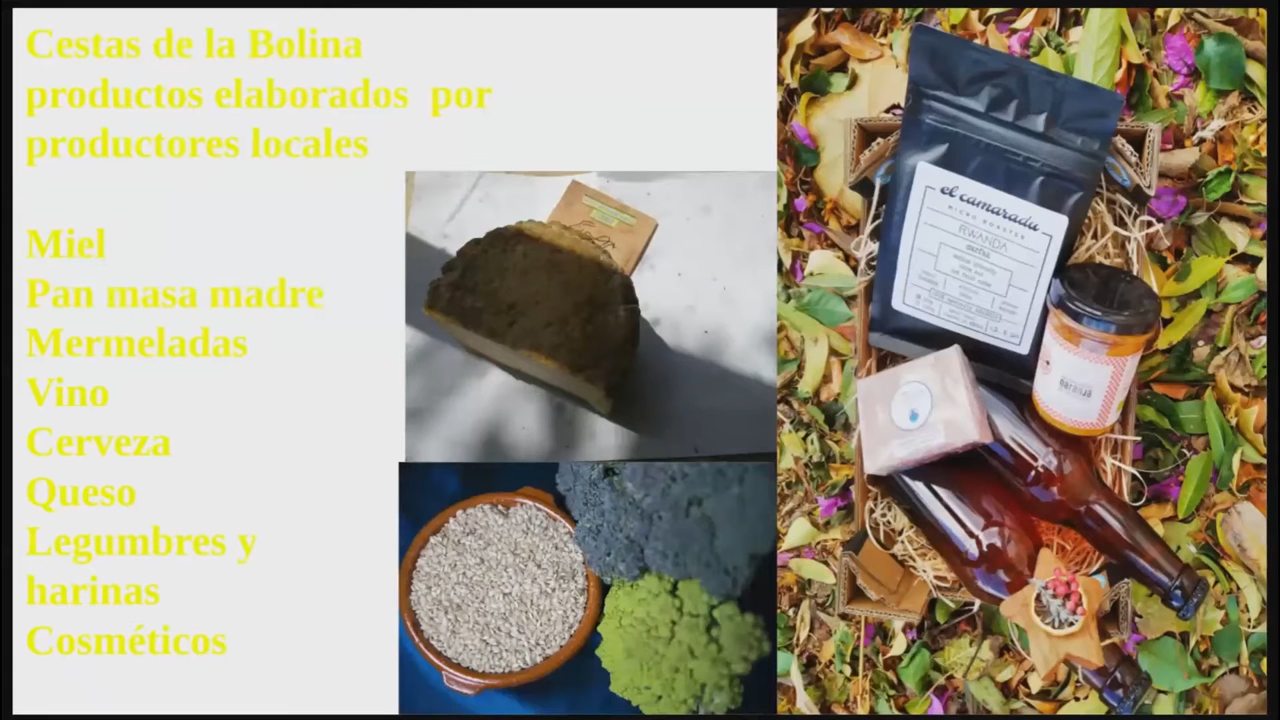 Cestas de la Bolina
productos elaborados  por
productores locales
Miel
Pan masa madre
Mermeladas
Vino
Cerveza
Queso
Legumbres y
harinas
Cosméticos
el camarada
MICRO ROASTER
RWANDA
naranja